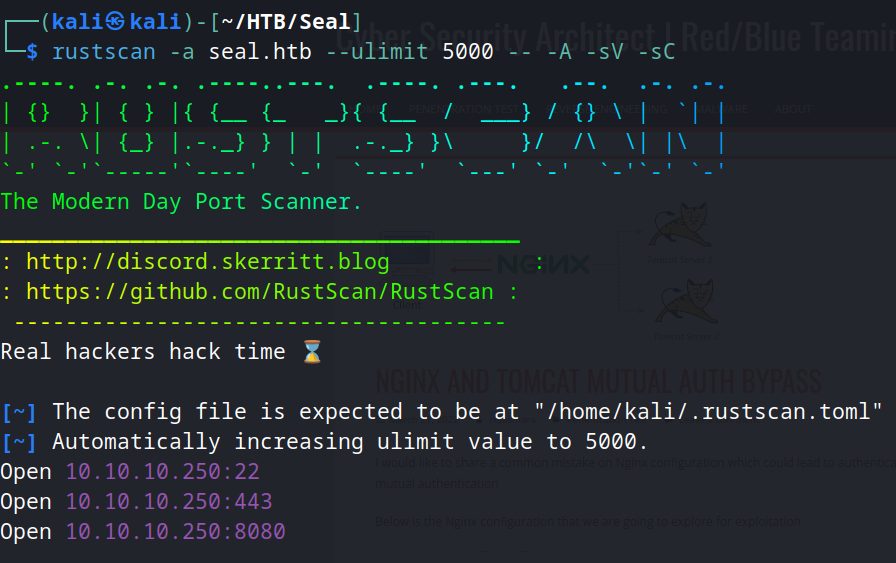 ┌──(kali㉿kali)-[~/HTB/Seal]
└─$ rustscan -a seal.htb --ulimit 5000 -- -A -sV -sC
.----. .-. .-. .----..---.  .----. .---.   .--.  .-. .-.
| {}  }| { } |{ {__ {_   _}{ {__  /  ___} / {} \ |  `| |
| .-. \| {_} |.-._} } | |  .-._} }\     }/  /\  \| |\  |
`-' `-'`-----'`----'  `-'  `----'  `---' `-'  `-'`-' `-'
The Modern Day Port Scanner.
________________________________________
: http://discord.skerritt.blog           :
: https://github.com/RustScan/RustScan :
 --------------------------------------
Real hackers hack time ⌛
[~] The config file is expected to be at "/home/kali/.rustscan.toml"
[~] Automatically increasing ulimit value to 5000.
Open 10.10.10.250:22
Open 10.10.10.250:443
Open 10.10.10.250:8080
Cyber Security Architect | Red/Blue Teamin
ABOUT
NGINX
NGINX AND TOMCAT MUTUAL AUTH BYPASS
I would like to share a common mistake on Nginx configuration which could lead to authentica
mutual authentication.
Below is the Nginx configuration that we are going to explore for exploitation